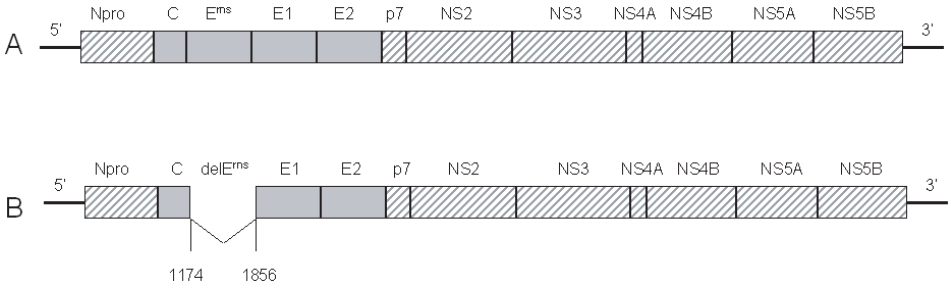 Npro C Erns E1 E2 p7 NS2 NS3 NS4A NS4B NS5A NS5B
5' 3'
A
Npro C delErns E1 E2 p7 NS2 NS3 NS4A NS4B NS5A NS5B
5' 3'
B
1174 1856